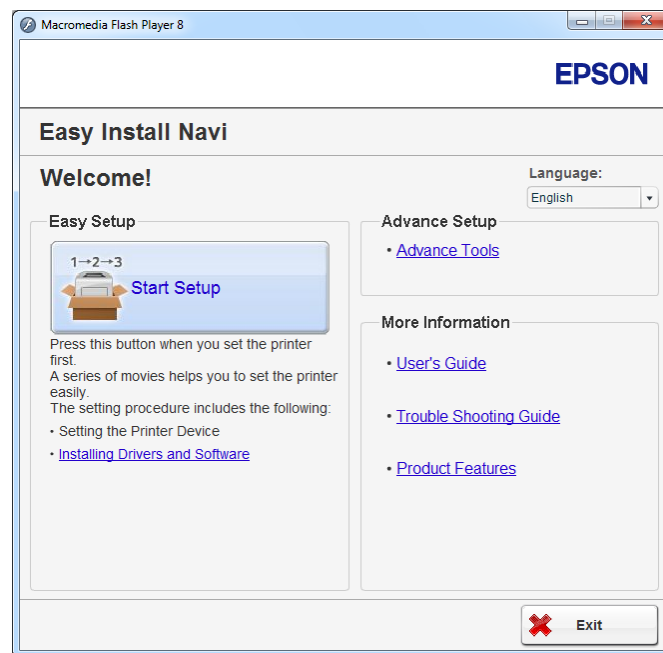 Macromedia Flash Player 8
EPSON
Easy Install Navi
Welcome!
Language:
English
Easy Setup
1→2→3
Start Setup
Press this button when you set the printer
first.
A series of movies helps you to set the printer
easily.
The setting procedure includes the following:
• Setting the Printer Device
• Installing Drivers and Software
Advance Setup
• Advance Tools
More Information
• User's Guide
• Trouble Shooting Guide
• Product Features
Exit